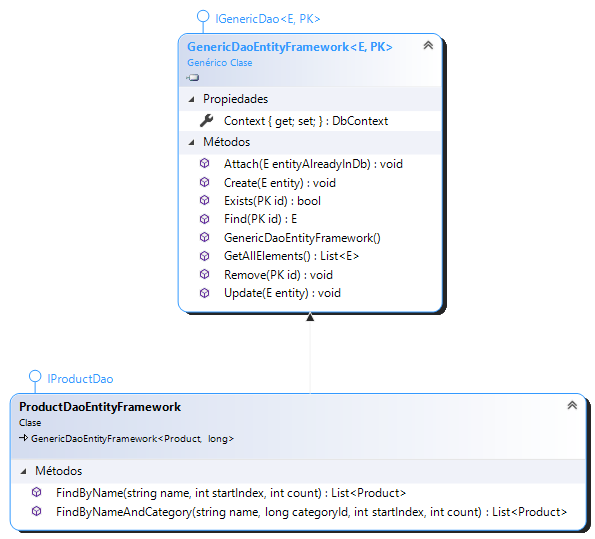 IGenericDao<E, PK>
GenericDaoEntityFramework<E, PK>
Genérico Clase
Propiedades
Context { get; set; } : DbContext
Métodos
Attach(E entityAlreadyInDb) : void
Create(E entity) : void
Exists(PK id) : bool
Find(PK id) : E
GenericDaoEntityFramework()
GetAllElements() : List<E>
Remove(PK id) : void
Update(E entity) : void
IProductDao
ProductDaoEntityFramework
Clase
GenericDaoEntityFramework<Product, long>
Métodos
FindByName(string name, int startIndex, int count) : List<Product>
FindByNameAndCategory(string name, long categoryId, int startIndex, int count) : List<Product>